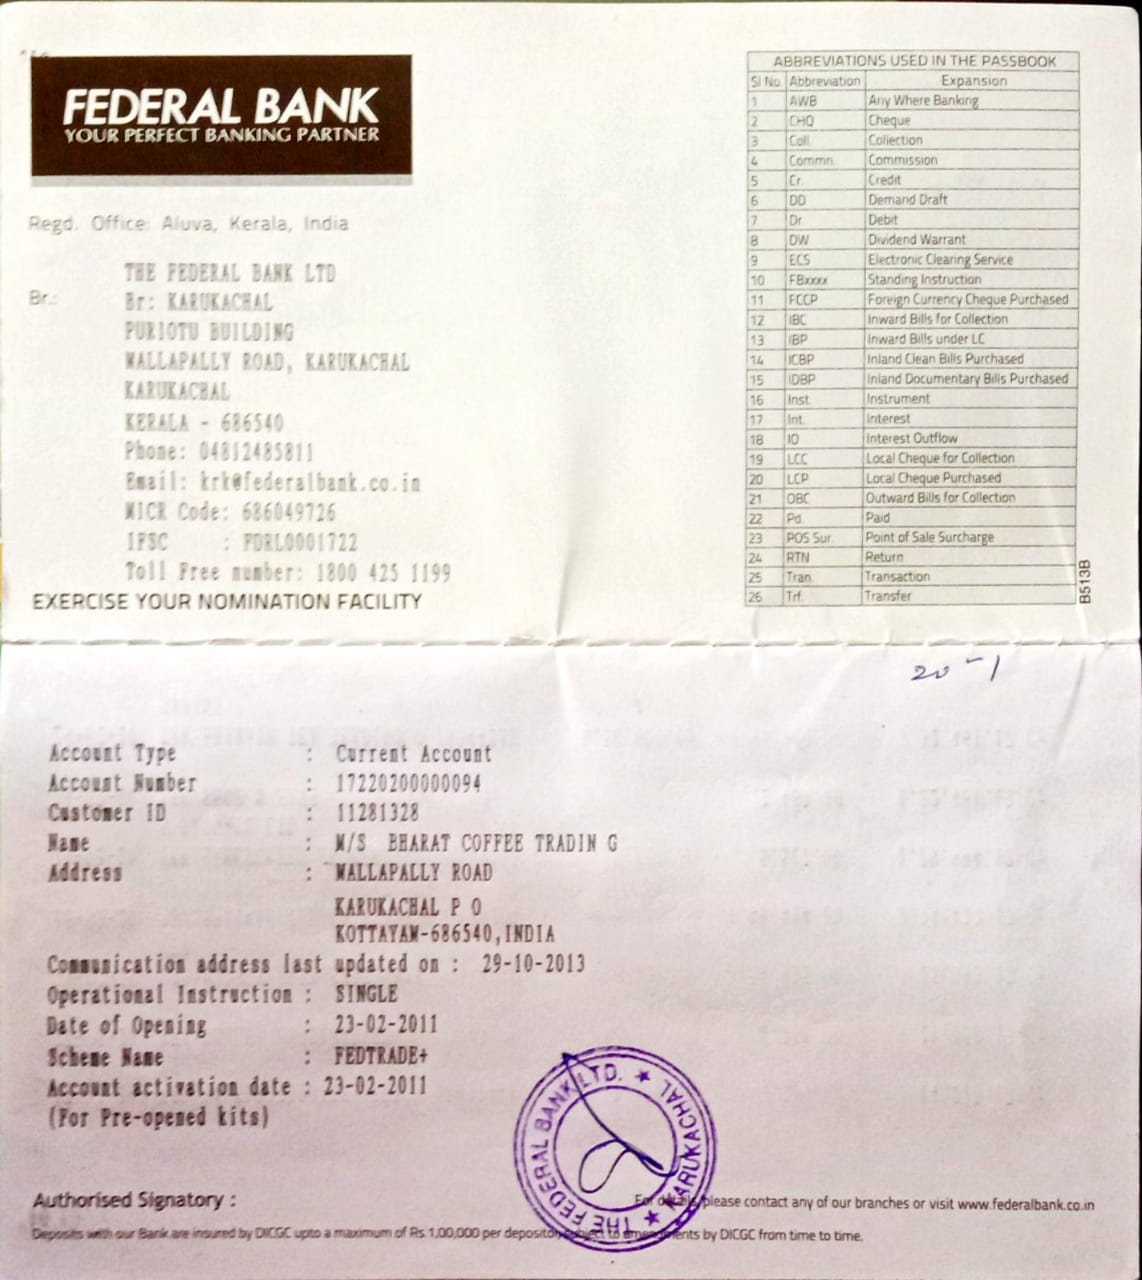 FEDERAL BANK
YOUR PERFECT BANKING PARTNER
Regd. Office: Aluva, Kerala, India
THE FEDERAL BANK LTD
Br.: Br: KARUKACHAL
PURIOTU BUILDING
MALLAPALLY ROAD, KARUKACHAL
KARUKACHAL
KERALA - 686540
Phone: 04812485811
Email: krk@federalbank.co.in
MICR Code: 686049726
IFSC : FDRL0001722
Toll Free number: 1800 425 1199
EXERCISE YOUR NOMINATION FACILITY
ABBREVIATIONS USED IN THE PASSBOOK
Sl No. Abbreviation Expansion
1 AWB Any Where Banking
2 CHQ Cheque
3 Coll. Collection
4 Commn. Commission
5 Cr. Credit
6 DD Demand Draft
7 Dr. Debit
8 DW Dividend Warrant
9 ECS Electronic Clearing Service
10 FBxxxx Standing Instruction
11 FCCP Foreign Currency Cheque Purchased
12 IBC Inward Bills for Collection
13 IBP Inward Bills under LC
14 ICBP Inland Clean Bills Purchased
15 IDBP Inland Documentary Bills Purchased
16 Inst. Instrument
17 Int. Interest
18 IO Interest Outflow
19 LCC Local Cheque for Collection
20 LCP Local Cheque Purchased
21 OBC Outward Bills for Collection
22 Pd. Paid
23 POS Sur. Point of Sale Surcharge
24 RTN Return
25 Tran. Transaction
26 Trf. Transfer
B513B
20-1
Account Type : Current Account
Account Number : 17220200000094
Customer ID : 11281328
Name : M/S BHARAT COFFEE TRADIN G
Address : MALLAPALLY ROAD
KARUKACHAL P O
KOTTAYAM-686540,INDIA
Communication address last updated on : 29-10-2013
Operational Instruction : SINGLE
Date of Opening : 23-02-2011
Scheme Name : FEDTRADE+
Account activation date : 23-02-2011
(For Pre-opened kits)
THE FEDERAL BANK LTD. ★ KARUKACHAL ★
Authorised Signatory :
For details, please contact any of our branches or visit www.federalbank.co.in
Deposits with our Bank are insured by DICGC upto a maximum of Rs.1,00,000 per depositor, subject to amendments by DICGC from time to time.